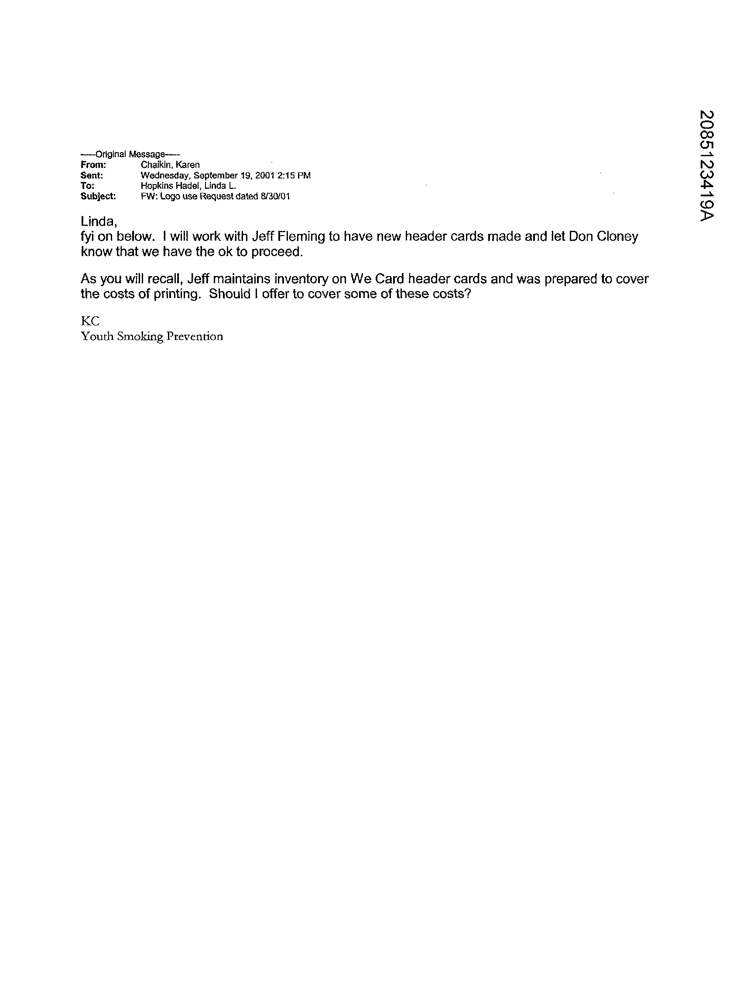 -----Original Message-----
From: Chaikin, Karen
Sent: Wednesday, September 19, 2001 2:15 PM
To: Hopkins Hadel, Linda L.
Subject: FW: Logo use Request dated 8/30/01
Linda,
fyi on below. I will work with Jeff Fleming to have new header cards made and let Don Cloney
know that we have the ok to proceed.
As you will recall, Jeff maintains inventory on We Card header cards and was prepared to cover
the costs of printing. Should I offer to cover some of these costs?
KC
Youth Smoking Prevention
2085123419A